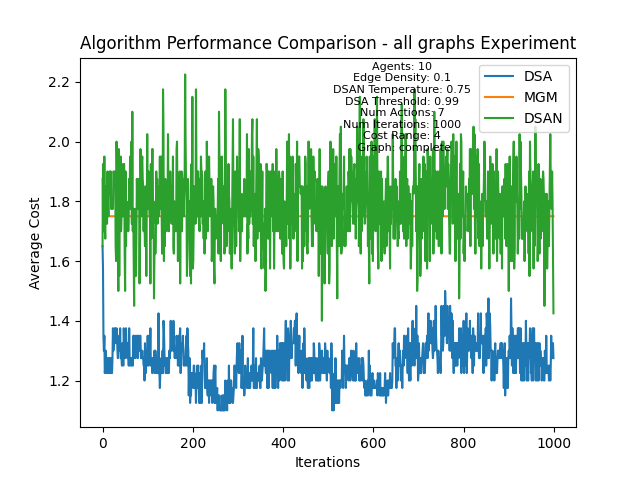 Algorithm Performance Comparison - all graphs Experiment
Agents: 10
Edge Density: 0.1
DSAN Temperature: 0.75
DSA Threshold: 0.99
Num Actions: 7
Num Iterations: 1000
Cost Range: 4
Graph: complete
DSA
MGM
DSAN
Average Cost
2.2
2.0
1.8
1.6
1.4
1.2
0
200
400
600
800
1000
Iterations